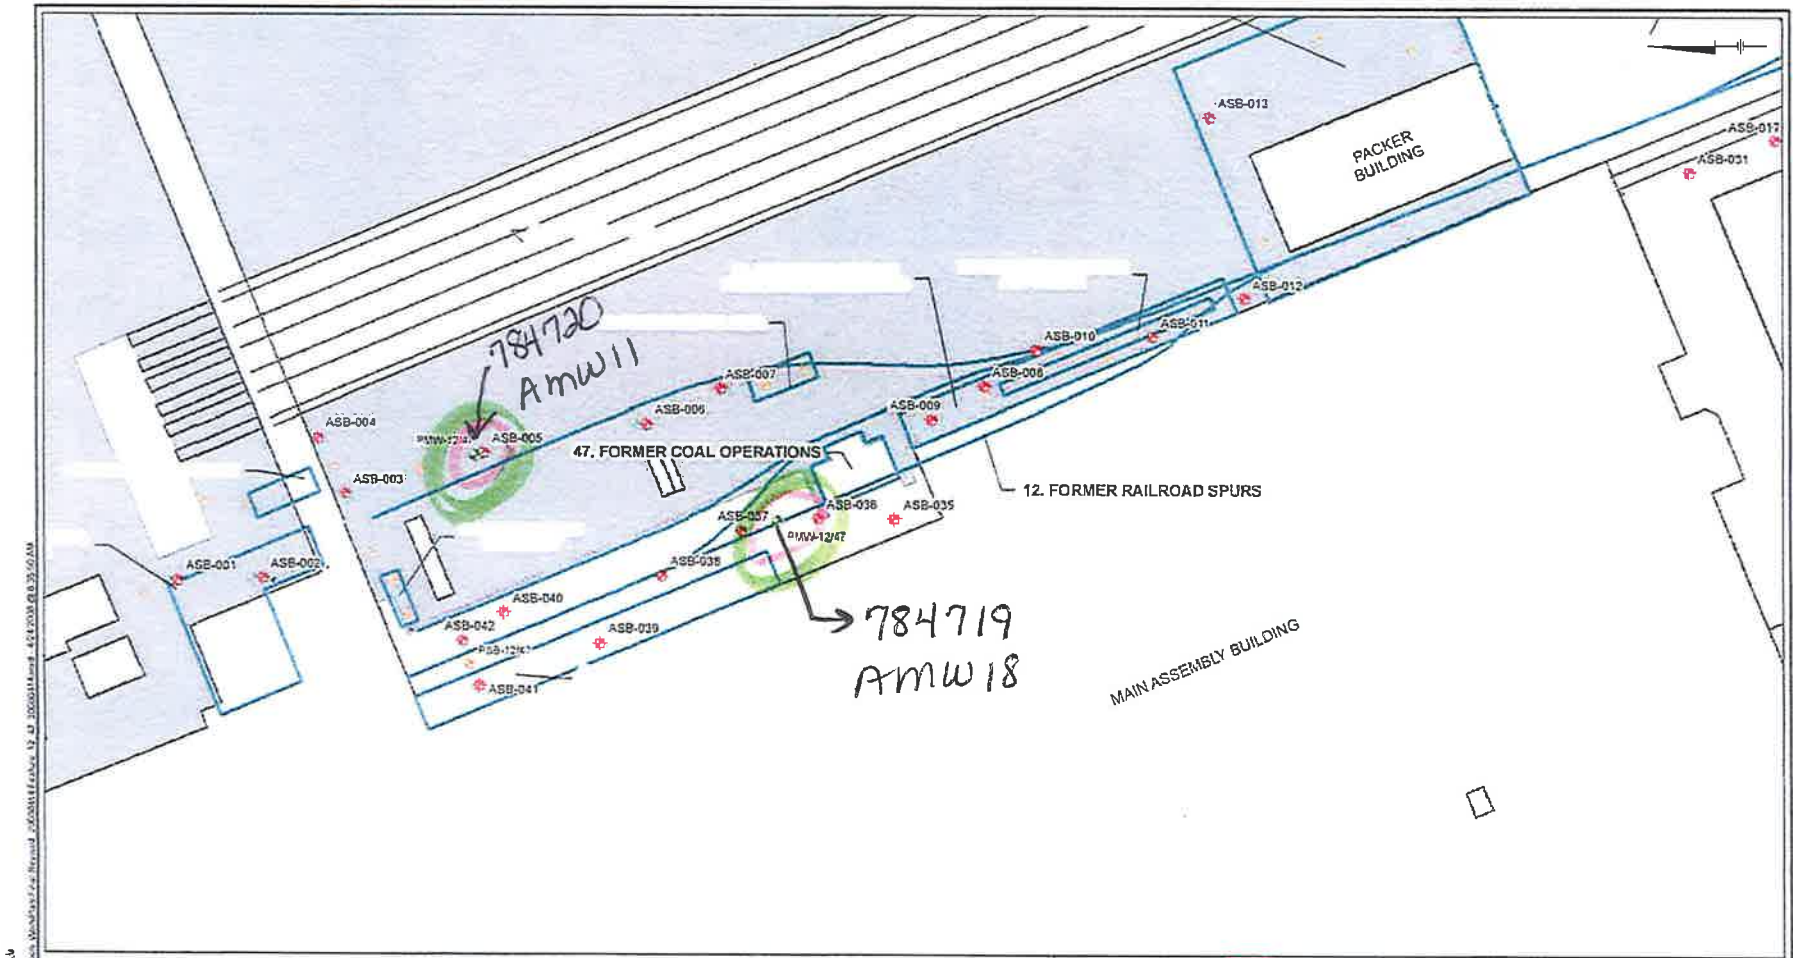 ASB-013
PACKER
BUILDING
ASB-017
ASB-031
ASB-012
784720
AMW11
ASB-010
ASB-011
ASB-007
ASB-008
ASB-006
ASB-009
ASB-004
ASB-005
47. FORMER COAL OPERATIONS
ASB-003
12. FORMER RAILROAD SPURS
ASB-036
ASB-035
ASB-037
PMW-12/47
ASB-001
ASB-002
ASB-038
ASB-040
784719
AMW18
ASB-042
ASB-039
ASB-041
MAIN ASSEMBLY BUILDING